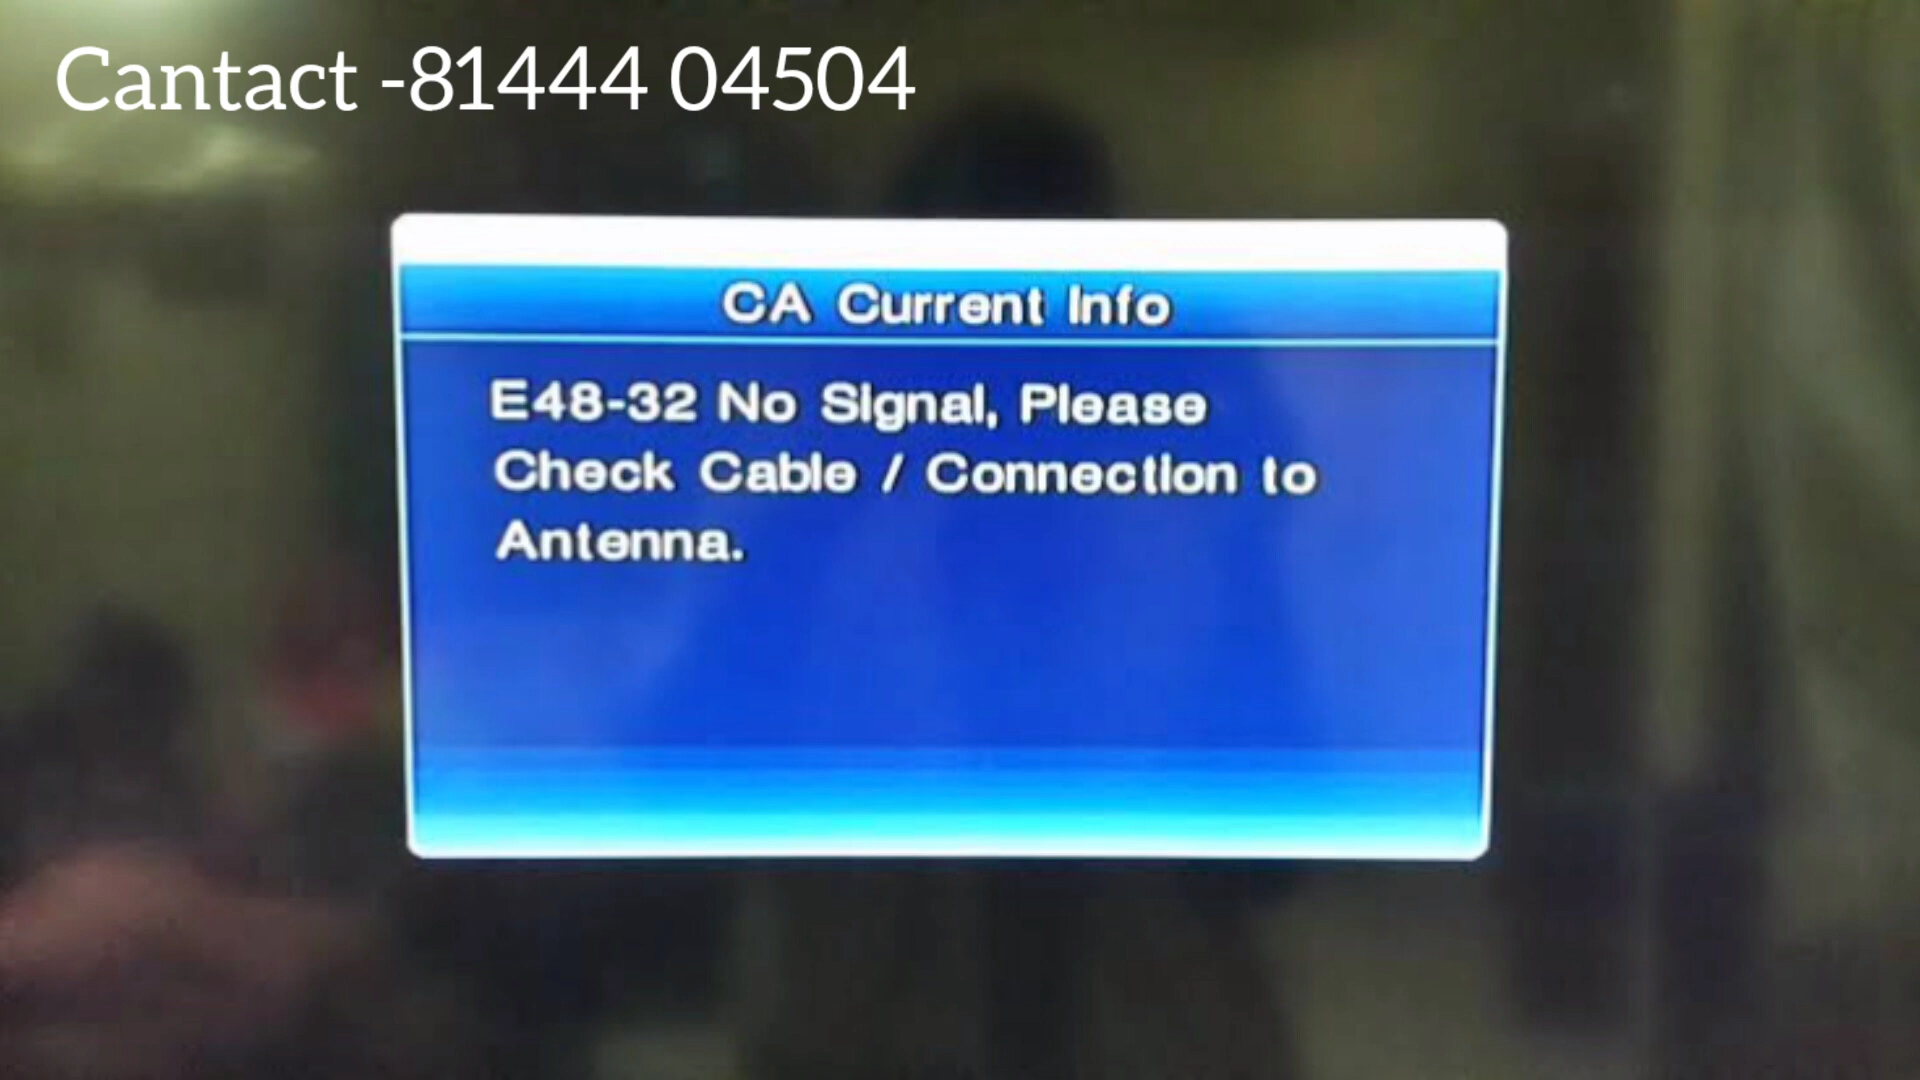 Cantact -81444 04504
CA Current Info
E48-32 No Signal, Please
Check Cable / Connection to
Antenna.